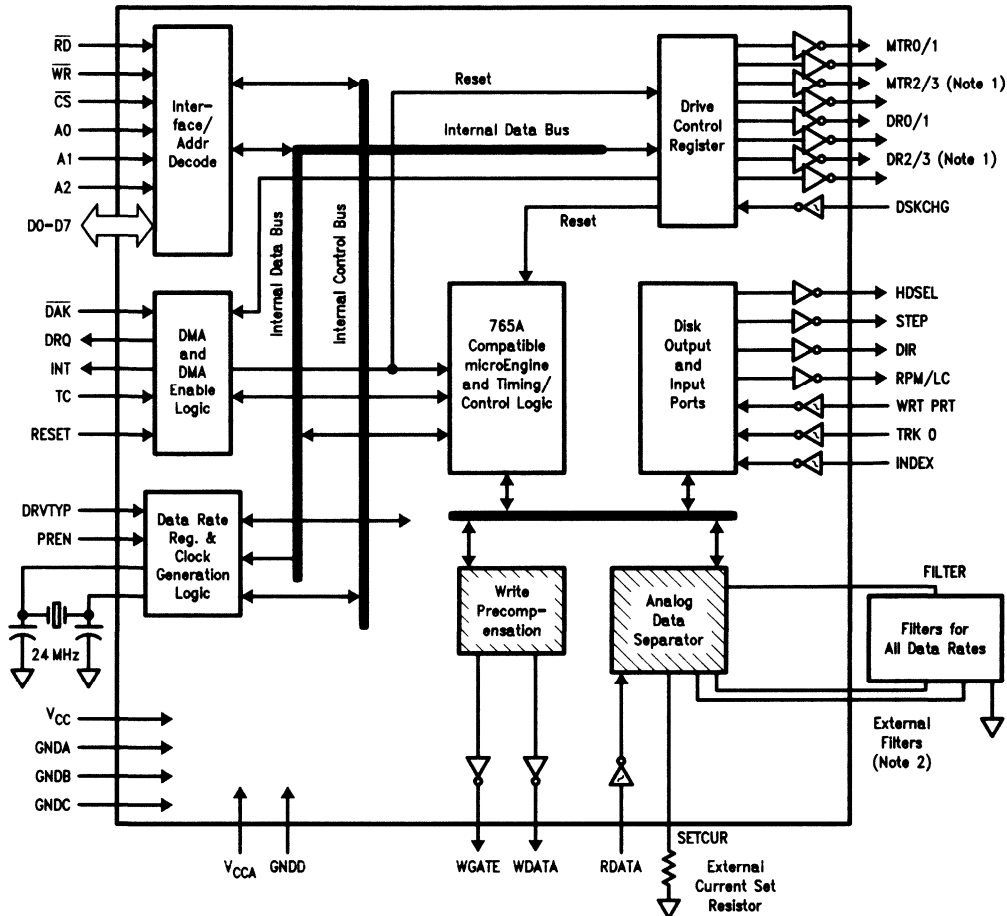 RD
WR
CS
A0
A1
A2
D0–D7
Inter-
face/
Addr
Decode
Reset
Internal Data Bus
Drive
Control
Register
MTR0/1
MTR2/3 (Note 1)
DR0/1
DR2/3 (Note 1)
DSKCHG
Reset
Internal Data Bus
Internal Control Bus
DAK
DRQ
INT
TC
RESET
DMA
and
DMA
Enable
Logic
765A
Compatible
microEngine
and Timing/
Control Logic
Disk
Output
and
Input
Ports
HDSEL
STEP
DIR
RPM/LC
WRT PRT
TRK 0
INDEX
DRVTYP
PREN
Data Rate
Reg. &
Clock
Generation
Logic
24 MHz
Write
Precomp-
ensation
Analog
Data
Separator
FILTER
Filters for
All Data Rates
External
Filters
(Note 2)
VCC
GNDA
GNDB
GNDC
VCCA
GNDD
WGATE
WDATA
RDATA
SETCUR
External
Current Set
Resistor